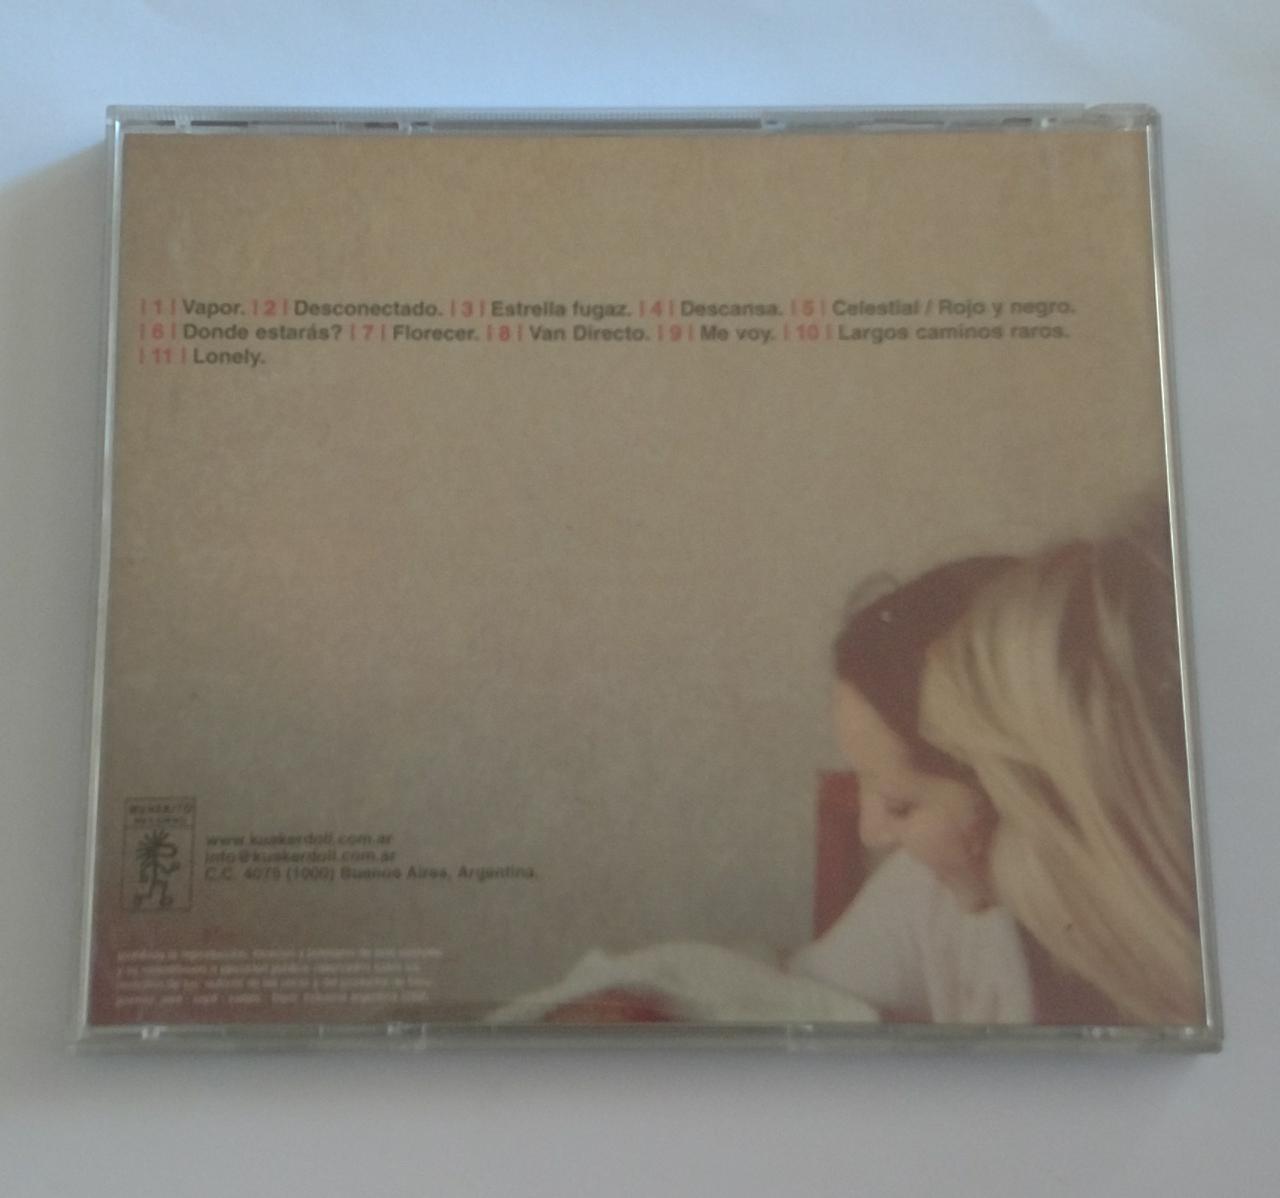 | 1 | Vapor. | 2 | Desconectado. | 3 | Estrella fugaz. | 4 | Descansa. | 5 | Celestial / Rojo y negro.
| 6 | Donde estarás? | 7 | Florecer. | 8 | Van Directo. | 9 | Me voy. | 10 | Largos caminos raros.
| 11 | Lonely.
www.kuakerdoll.com.ar
info@kuakerdoll.com.ar
C.C. 4075 (1000) Buenos Aires, Argentina.